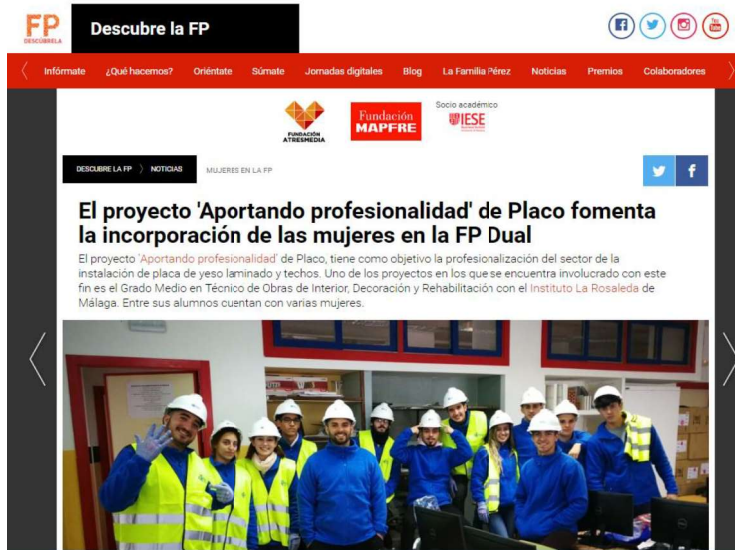 FP
DESCÚBRELA
Descubre la FP
You
Tube
Infórmate ¿Qué hacemos? Oriéntate Súmate Jornadas digitales Blog La Familia Pérez Noticias Premios Colaboradores
FUNDACIÓN
ATRESMEDIA
Fundación
MAPFRE
Socio académico
IESE
DESCUBRE LA FP NOTICIAS MUJERES EN LA FP
El proyecto 'Aportando profesionalidad' de Placo fomenta
la incorporación de las mujeres en la FP Dual
El proyecto 'Aportando profesionalidad' de Placo, tiene como objetivo la profesionalización del sector de la
instalación de placa de yeso laminado y techos. Uno de los proyectos en los que se encuentra involucrado con este
fin es el Grado Medio en Técnico de Obras de Interior, Decoración y Rehabilitación con el Instituto La Rosaleda de
Málaga. Entre sus alumnos cuentan con varias mujeres.